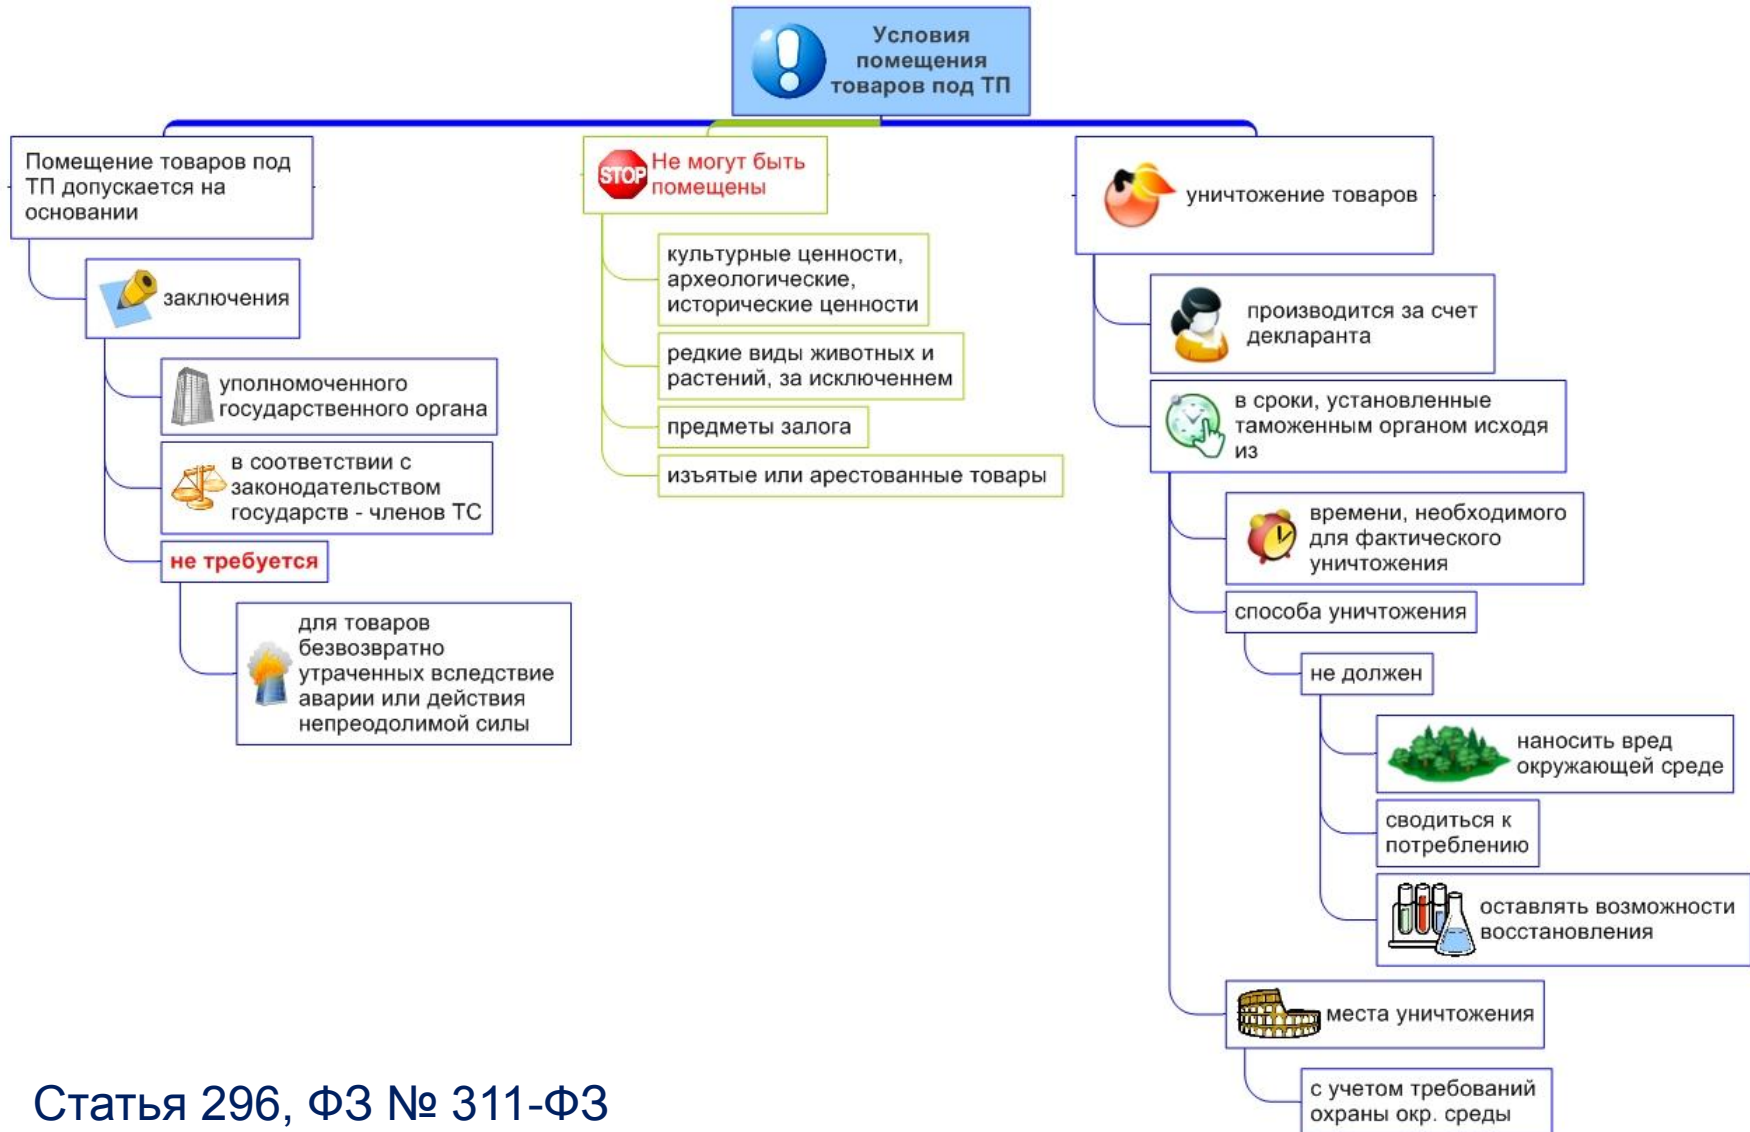 Условия
помещения
товаров под ТП
Помещение товаров под
ТП допускается на
основании
заключения
уполномоченного
государственного органа
в соответствии с
законодательством
государств - членов ТС
не требуется
для товаров
безвозвратно
утраченных вследствие
аварии или действия
непреодолимой силы
STOP
Не могут быть
помещены
культурные ценности,
археологические,
исторические ценности
редкие виды животных и
растений, за исключеннем
предметы залога
изъятые или арестованные товары
уничтожение товаров
производится за счет
декларанта
в сроки, установленные
таможенным органом исходя
из
времени, необходимого
для фактического
уничтожения
способа уничтожения
не должен
наносить вред
окружающей среде
сводиться к
потреблению
оставлять возможности
восстановления
места уничтожения
с учетом требований
охраны окр. среды
Статья 296, ФЗ № 311-ФЗ